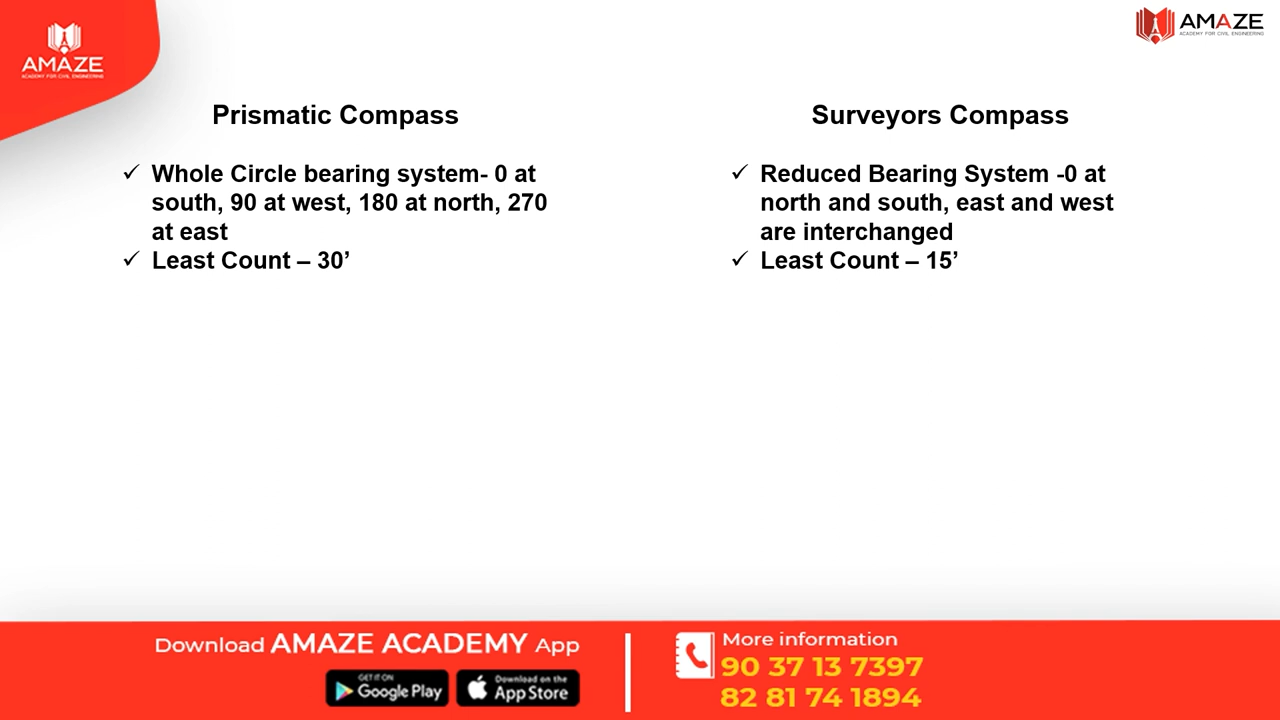 AMAZE
ACADEMY FOR CIVIL ENGINEERING
AMAZE
ACADEMY FOR CIVIL ENGINEERING
Prismatic Compass
✓ Whole Circle bearing system- 0 at
south, 90 at west, 180 at north, 270
at east
✓ Least Count – 30’
Surveyors Compass
✓ Reduced Bearing System -0 at
north and south, east and west
are interchanged
✓ Least Count – 15’
Download AMAZE ACADEMY App
GET IT ON
Google Play
Download on the
App Store
More information
90 37 13 7397
82 81 74 1894